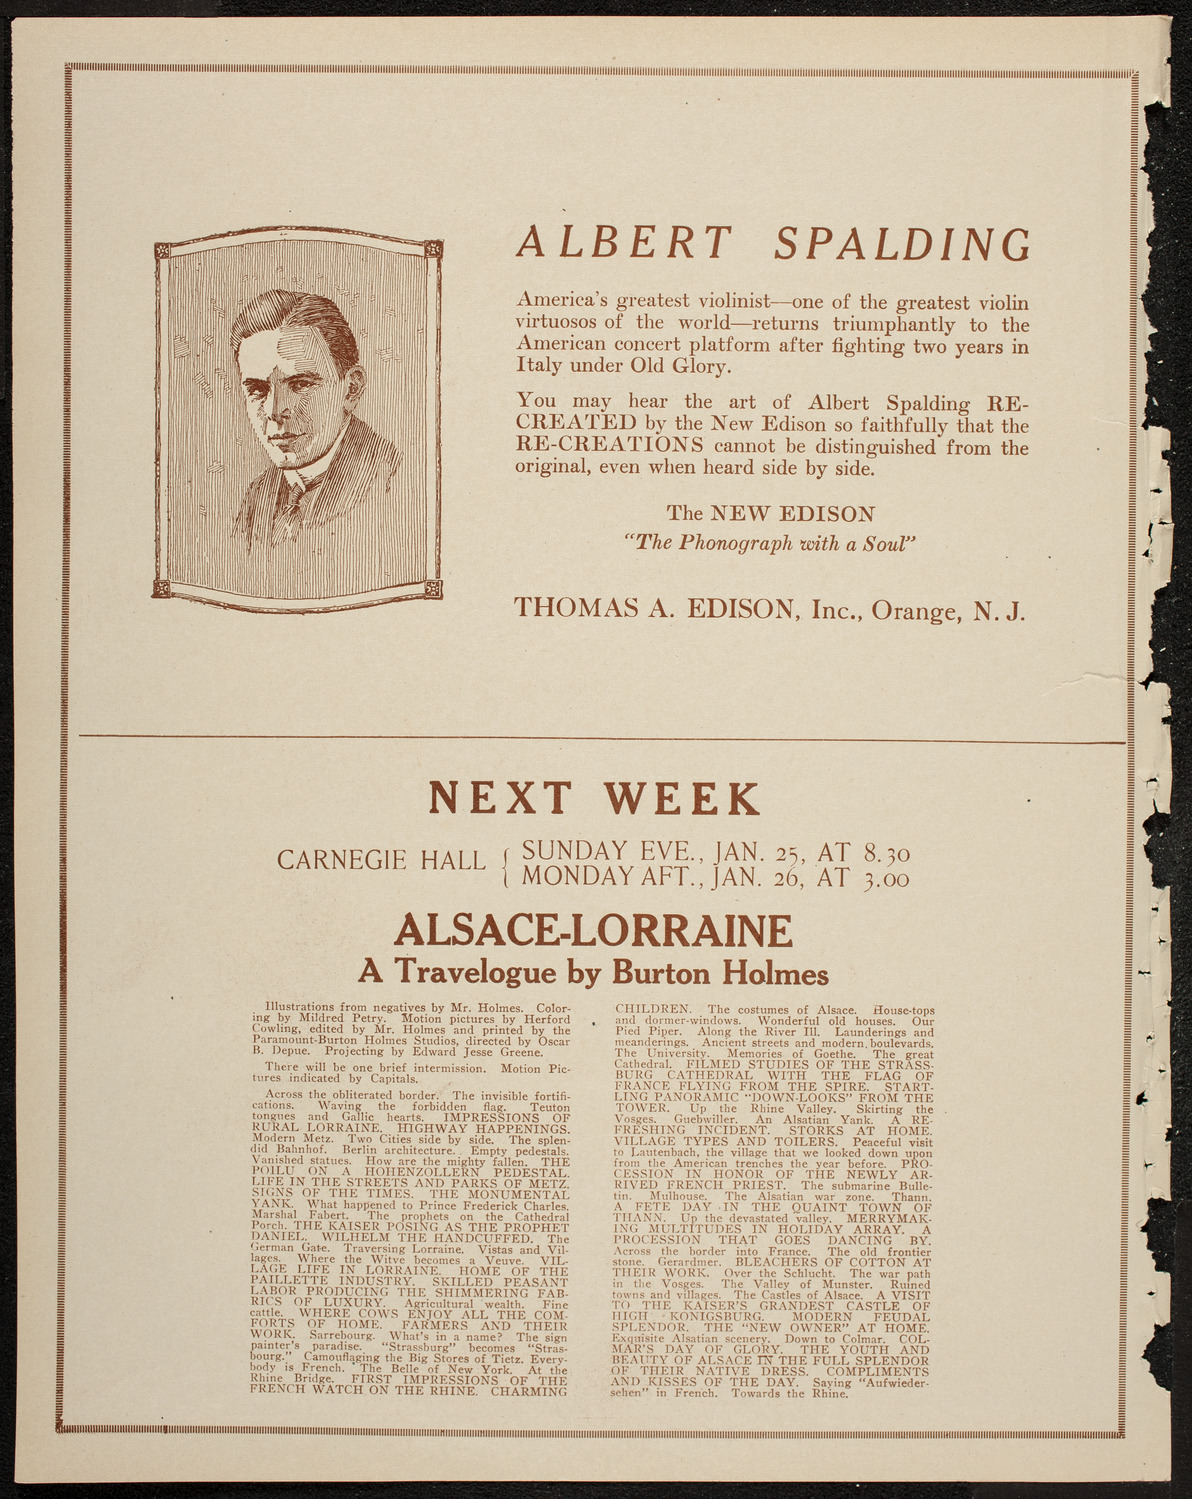 ALBERT SPALDING
America's greatest violinist—one of the greatest violin
virtuosos of the world—returns triumphantly to the
American concert platform after fighting two years in
Italy under Old Glory.
You may hear the art of Albert Spalding RE-
CREATED by the New Edison so faithfully that the
RE-CREATIONS cannot be distinguished from the
original, even when heard side by side.
The NEW EDISON
"The Phonograph with a Soul"
THOMAS A. EDISON, Inc., Orange, N. J.
NEXT WEEK
CARNEGIE HALL { SUNDAY EVE., JAN. 25, AT 8.30
MONDAY AFT., JAN. 26, AT 3.00
ALSACE-LORRAINE
A Travelogue by Burton Holmes
Illustrations from negatives by Mr. Holmes. Color-
ing by Mildred Petry. Motion pictures by Herford
Cowling, edited by Mr. Holmes and printed by the
Paramount-Burton Holmes Studios, directed by Oscar
B. Depue. Projecting by Edward Jesse Greene.
There will be one brief intermission. Motion Pic-
tures indicated by Capitals.
Across the obliterated border. The invisible fortifi-
cations. Waving the forbidden flag. Teuton
tongues and Gallic hearts. IMPRESSIONS OF
RURAL LORRAINE. HIGHWAY HAPPENINGS.
Modern Metz. Two Cities side by side. The splen-
did Bahnhof. Berlin architecture. Empty pedestals.
Vanished statues. How are the mighty fallen. THE
POILU ON A HOHENZOLLERN PEDESTAL.
LIFE IN THE STREETS AND PARKS OF METZ.
SIGNS OF THE TIMES. THE MONUMENTAL
YANK. What happened to Prince Frederick Charles.
Marshal Fabert. The prophets on the Cathedral
Porch. THE KAISER POSING AS THE PROPHET
DANIEL. WILHELM THE HANDCUFFED. The
German Gate. Traversing Lorraine. Vistas and Vil-
lages. Where the Witve becomes a Veuve. VIL-
LAGE LIFE IN LORRAINE. HOME OF THE
PAILLETTE INDUSTRY. SKILLED PEASANT
LABOR PRODUCING THE SHIMMERING FAB-
RICS OF LUXURY. Agricultural wealth. Fine
cattle. WHERE COWS ENJOY ALL THE COM-
FORTS OF HOME. FARMERS AND THEIR
WORK. Sarrebourg. What's in a name? The sign
painter's paradise. "Strassburg" becomes "Stras-
bourg." Camouflaging the Big Stores of Tietz. Every-
body is French. The Belle of New York. At the
Rhine Bridge. FIRST IMPRESSIONS OF THE
FRENCH WATCH ON THE RHINE. CHARMING
CHILDREN. The costumes of Alsace. House-tops
and dormer-windows. Wonderful old houses. Our
Pied Piper. Along the River Ill. Launderings and
meanderings. Ancient streets and modern boulevards.
The University. Memories of Goethe. The great
Cathedral. FILMED STUDIES OF THE STRASS-
BURG CATHEDRAL WITH THE FLAG OF
FRANCE FLYING FROM THE SPIRE. START-
LING PANORAMIC "DOWN-LOOKS" FROM THE
TOWER. Up the Rhine Valley. Skirting the
Vosges. Guebwiller. An Alsatian Yank. A RE-
FRESHING INCIDENT. STORKS AT HOME.
VILLAGE TYPES AND TOILERS. Peaceful visit
to Lautenbach, the village that we looked down upon
from the American trenches the year before. PRO-
CESSION IN HONOR OF THE NEWLY AR-
RIVED FRENCH PRIEST. The submarine Bulle-
tin. Mulhouse. The Alsatian war zone. Thann.
A FETE DAY IN THE QUAINT TOWN OF
THANN. Up the devastated valley. MERRYMAK-
ING MULTITUDES IN HOLIDAY ARRAY. A
PROCESSION THAT GOES DANCING BY.
Across the border into France. The old frontier
stone. Gerardmer. BLEACHERS OF COTTON AT
THEIR WORK. Over the Schlucht. The war path
in the Vosges. The Valley of Munster. Ruined
towns and villages. The Castles of Alsace. A VISIT
TO THE KAISER'S GRANDEST CASTLE OF
HIGH KONIGSBURG. MODERN FEUDAL
SPLENDOR. THE "NEW OWNER" AT HOME.
Exquisite Alsatian scenery. Down to Colmar. COL-
MAR'S DAY OF GLORY. THE YOUTH AND
BEAUTY OF ALSACE IN THE FULL SPLENDOR
OF THEIR NATIVE DRESS. COMPLIMENTS
AND KISSES OF THE DAY. Saying "Aufwieder-
sehen" in French. Towards the Rhine.